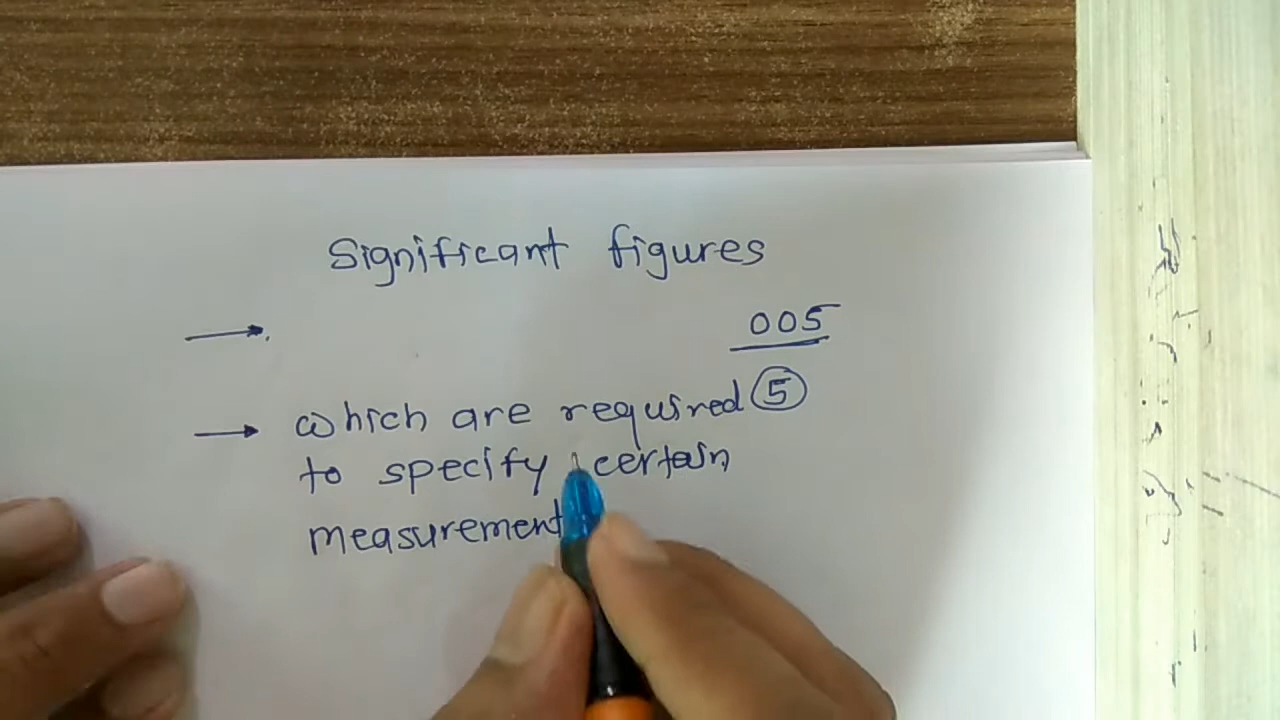 Significant figures
005
which are required 5
to specify certain
measurement